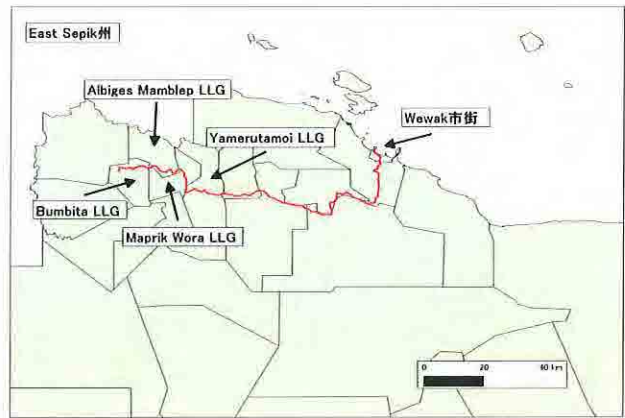 East Sepik州
Albiges Mamblep LLG
Wewak市街
Yamerutamoi LLG
Bumbita LLG
Maprik Wora LLG
0 20 40 km